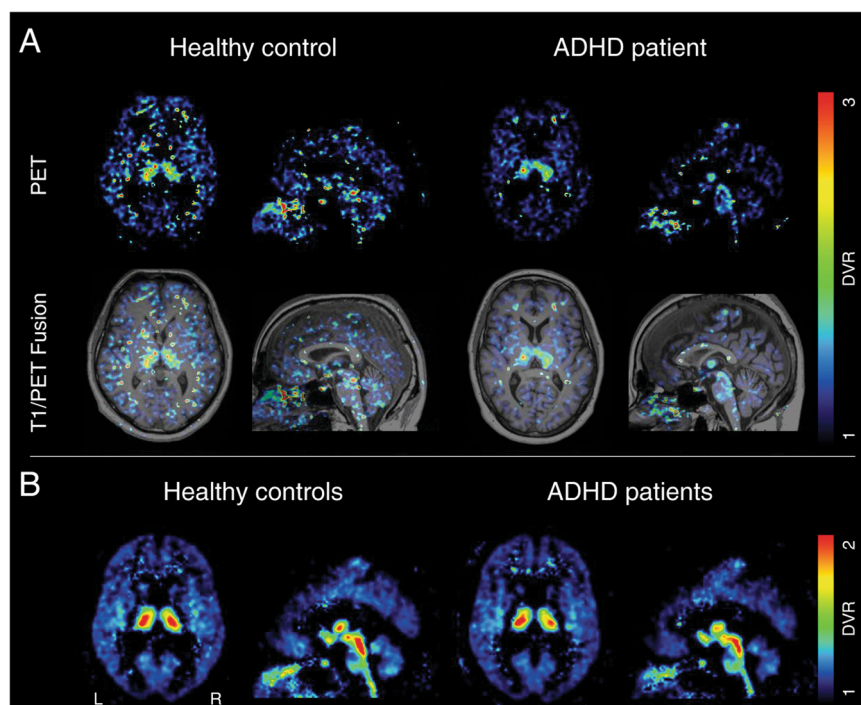 A
Healthy control
ADHD patient
PET
T1/PET Fusion
3
DVR
1
B
Healthy controls
ADHD patients
2
DVR
1
L
R